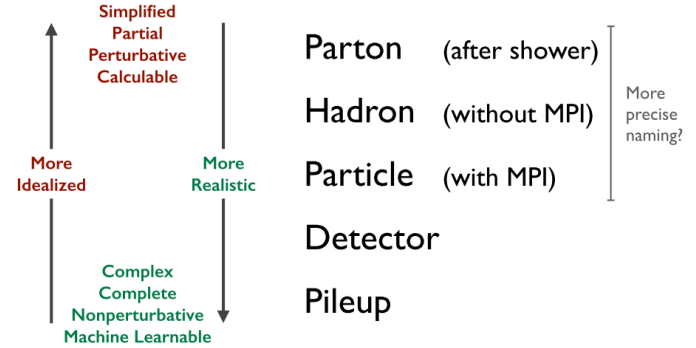 Simplified
Partial
Perturbative
Calculable
More
Idealized
More
Realistic
Complex
Complete
Nonperturbative
Machine Learnable
Parton (after shower)
Hadron (without MPI)
Particle (with MPI)
Detector
Pileup
More
precise
naming?